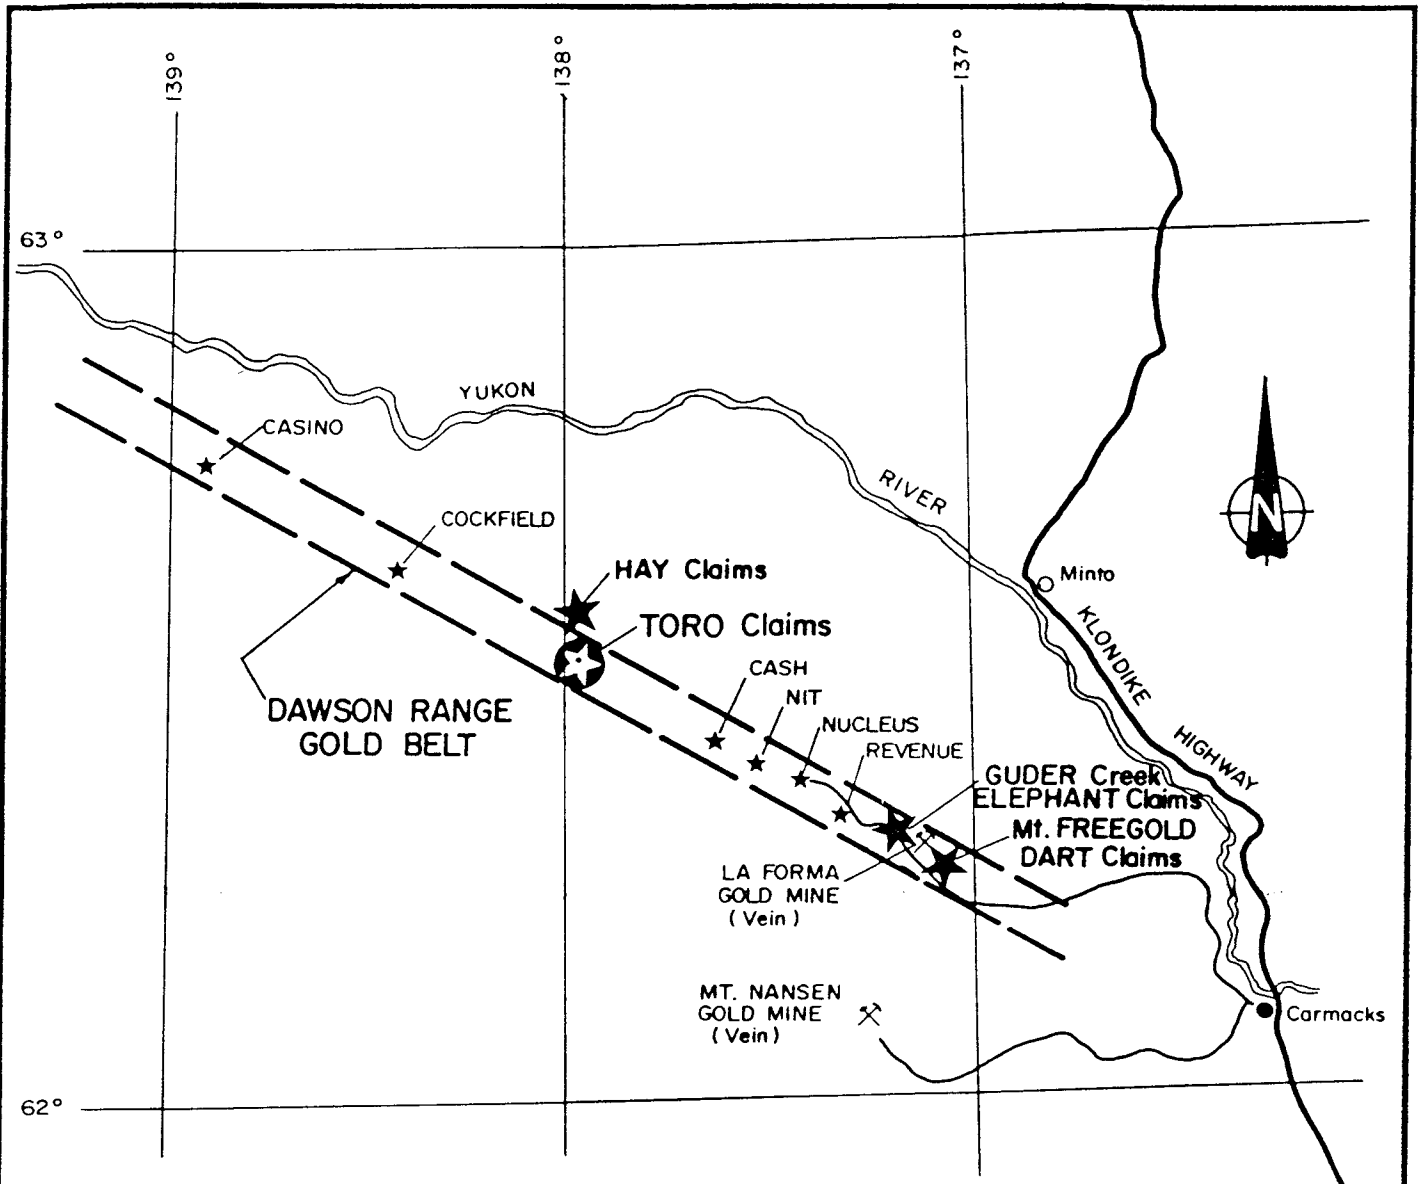 139°
138°
137°
63°
YUKON
CASINO
RIVER
COCKFIELD
N
HAY Claims
Minto
TORO Claims
KLONDIKE
HIGHWAY
CASH
NIT
DAWSON RANGE
GOLD BELT
NUCLEUS
REVENUE
GUDER Creek
ELEPHANT Claims
Mt. FREEGOLD
DART Claims
LA FORMA
GOLD MINE
(Vein)
MT. NANSEN
GOLD MINE
(Vein)
Carmacks
62°